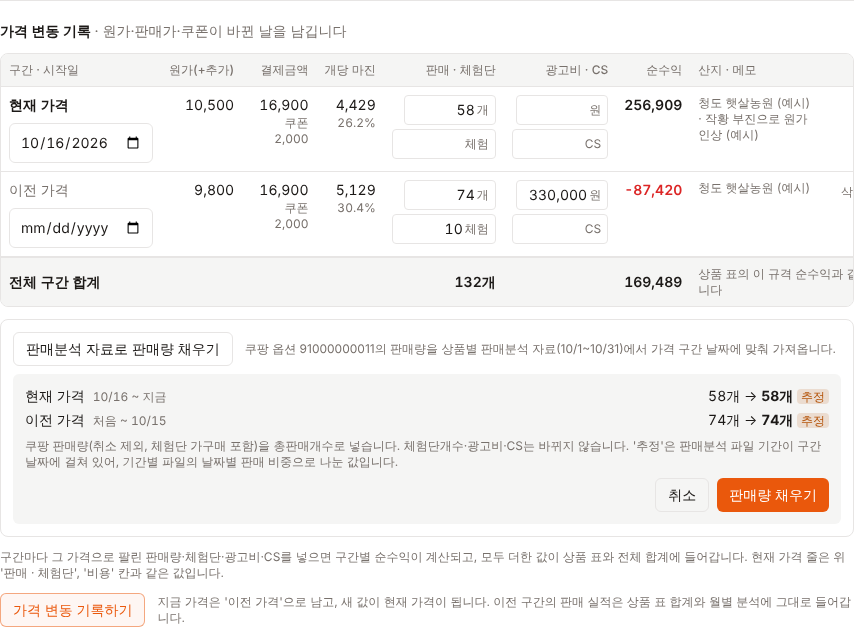 가격 변동 기록 · 원가·판매가·쿠폰이 바뀐 날을 남깁니다
구간 · 시작일 원가(+추가) 결제금액 개당 마진 판매 · 체험단 광고비 · CS 순수익 산지 · 메모
현재 가격 10,500 16,900 4,429 58개 원 256,909 청도 햇살농원 (예시)
쿠폰 26.2% · 작황 부진으로 원가
10/16/2026 2,000 체험 CS 인상 (예시)
이전 가격 9,800 16,900 5,129 74개 330,000원 -87,420 청도 햇살농원 (예시)
쿠폰 30.4%
mm/dd/yyyy 2,000 10체험 CS
전체 구간 합계 132개 169,489 상품 표의 이 규격 순수익과
니다
판매분석 자료로 판매량 채우기 쿠팡 옵션 91000000011의 판매량을 상품별 판매분석 자료(10/1~10/31)에서 가격 구간 날짜에 맞춰 가져옵니다.
현재 가격 10/16 ~ 지금 58개 → 58개 추정
이전 가격 처음 ~ 10/15 74개 → 74개 추정
쿠팡 판매량(취소 제외, 체험단 가구매 포함)을 총판매개수로 넣습니다. 체험단개수·광고비·CS는 바뀌지 않습니다. '추정'은 판매분석 파일 기간이 구간
날짜에 걸쳐 있어, 기간별 파일의 날짜별 판매 비중으로 나눈 값입니다.
취소 판매량 채우기
구간마다 그 가격으로 팔린 판매량·체험단·광고비·CS를 넣으면 구간별 순수익이 계산되고, 모두 더한 값이 상품 표와 전체 합계에 들어갑니다. 현재 가격 줄은 위
'판매 · 체험단', '비용' 칸과 같은 값입니다.
가격 변동 기록하기 지금 가격은 '이전 가격'으로 남고, 새 값이 현재 가격이 됩니다. 이전 구간의 판매 실적은 상품 표 합계와 월별 분석에 그대로 들어갑
니다.